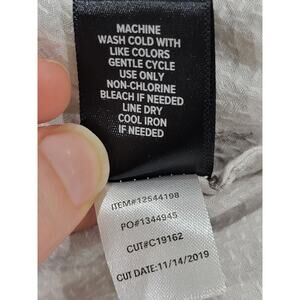 MACHINE
WASH COLD WITH
LIKE COLORS
GENTLE CYCLE
USE ONLY
NON-CHLORINE
BLEACH IF NEEDED
LINE DRY
COOL IRON
IF NEEDED
ITEM#12544198
PO#1344945
CUT#C19162
CUT DATE:11/14/2019